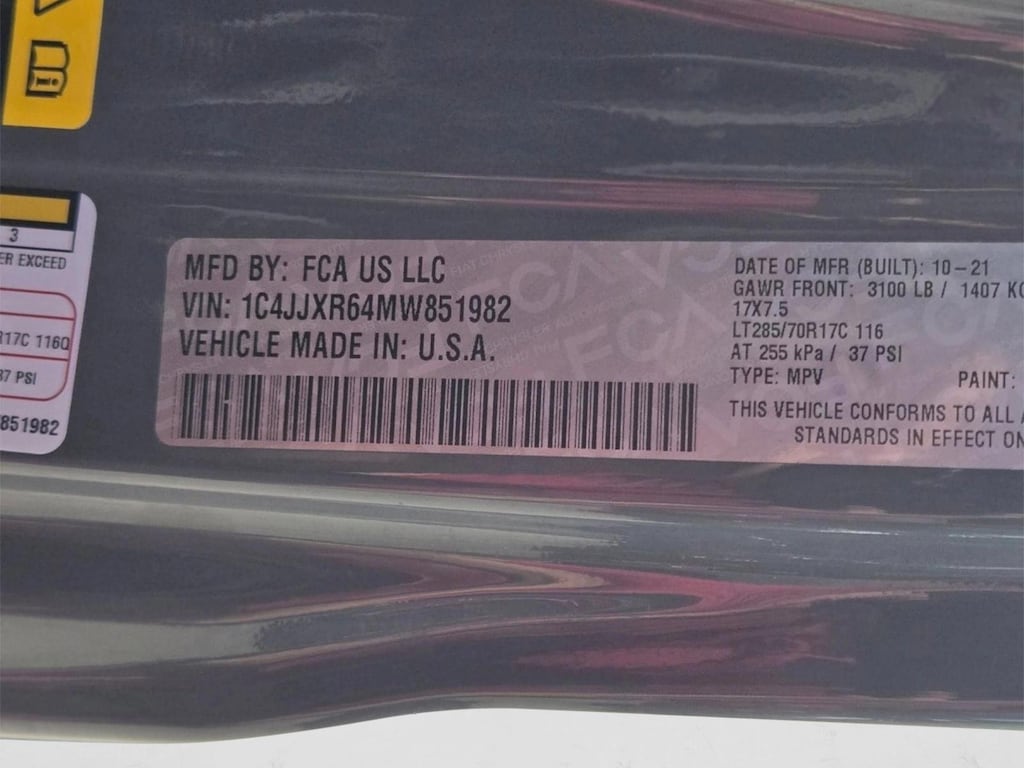 3
ER EXCEED
R17C 116Q
37 PSI
851982
MFD BY: FCA US LLC
VIN: 1C4JJXR64MW851982
VEHICLE MADE IN: U.S.A.
DATE OF MFR (BUILT): 10-21
GAWR FRONT: 3100 LB / 1407 KG
17X7.5
LT285/70R17C 116
AT 255 kPa / 37 PSI
TYPE: MPV PAINT:
THIS VEHICLE CONFORMS TO ALL A
STANDARDS IN EFFECT ON